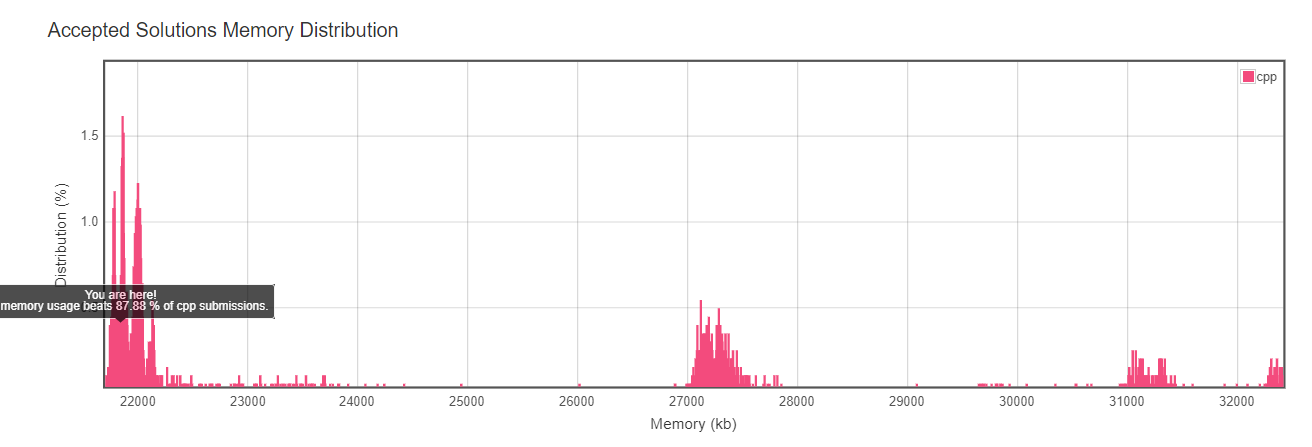 Accepted Solutions Memory Distribution
cpp
1.5
1.0
Distribution (%)
You are here!
memory usage beats 87.88 % of cpp submissions.
22000 23000 24000 25000 26000 27000 28000 29000 30000 31000 32000
Memory (kb)